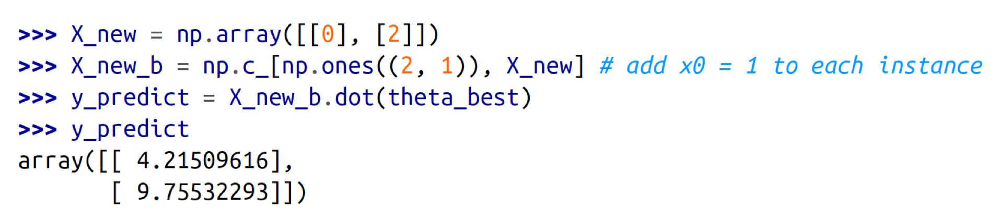 >>> X_new = np.array([[0], [2]])
>>> X_new_b = np.c_[np.ones((2, 1)), X_new] # add x0 = 1 to each instance
>>> y_predict = X_new_b.dot(theta_best)
>>> y_predict
array([[ 4.21509616],
       [ 9.75532293]])